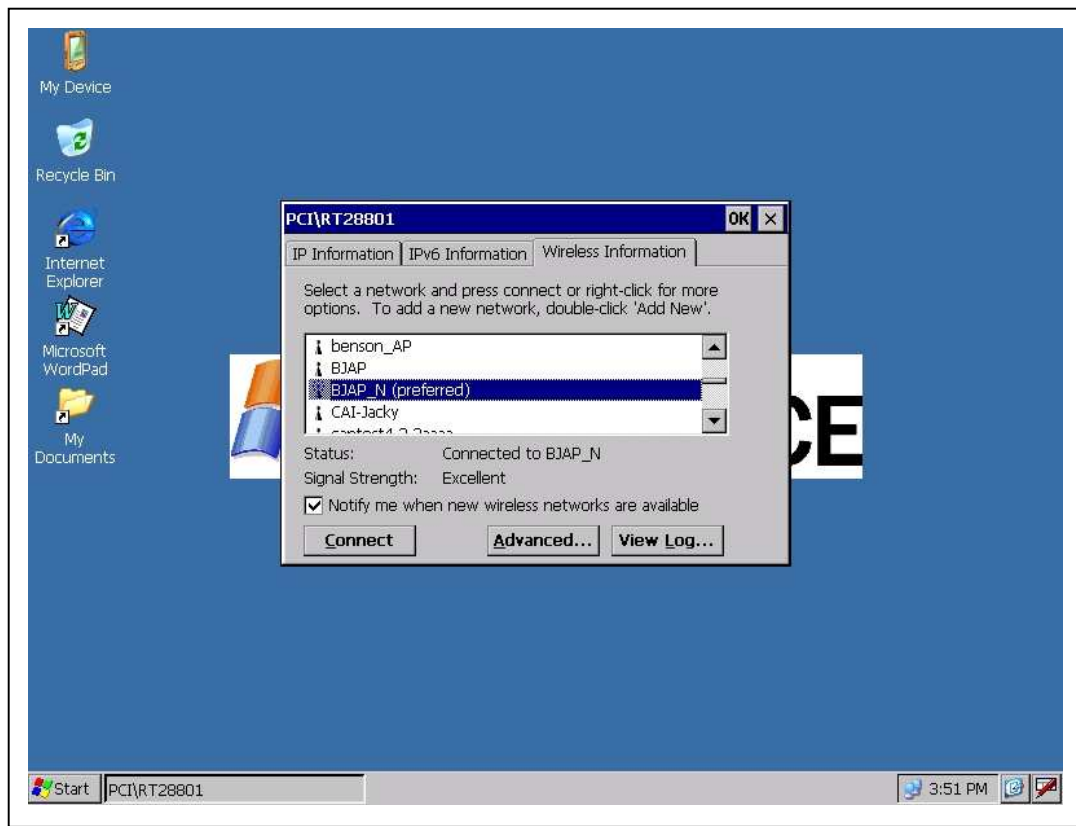 My Device
Recycle Bin
Internet
Explorer
Microsoft
WordPad
My
Documents
PCI\RT28801
OK
IP Information
IPv6 Information
Wireless Information
Select a network and press connect or right-click for more
options. To add a new network, double-click 'Add New'.
benson_AP
BJAP
BJAP_N (preferred)
CAI-Jacky
Status: Connected to BJAP_N
Signal Strength: Excellent
Notify me when new wireless networks are available
Connect
Advanced...
View Log...
CE
Start
PCI\RT28801
3:51 PM